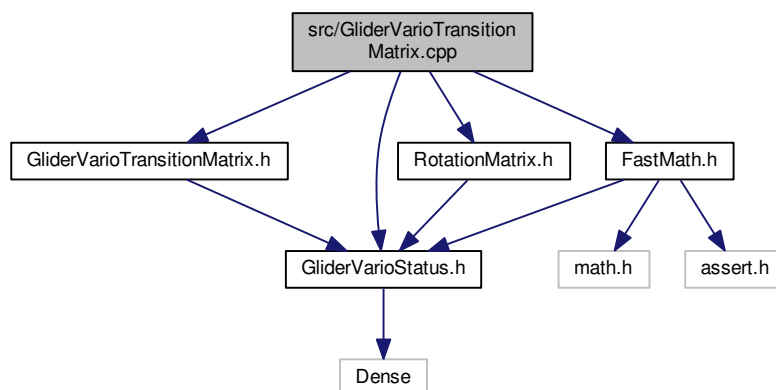 src/GliderVarioTransition
Matrix.cpp
GliderVarioTransitionMatrix.h
RotationMatrix.h
FastMath.h
GliderVarioStatus.h
math.h
assert.h
Dense